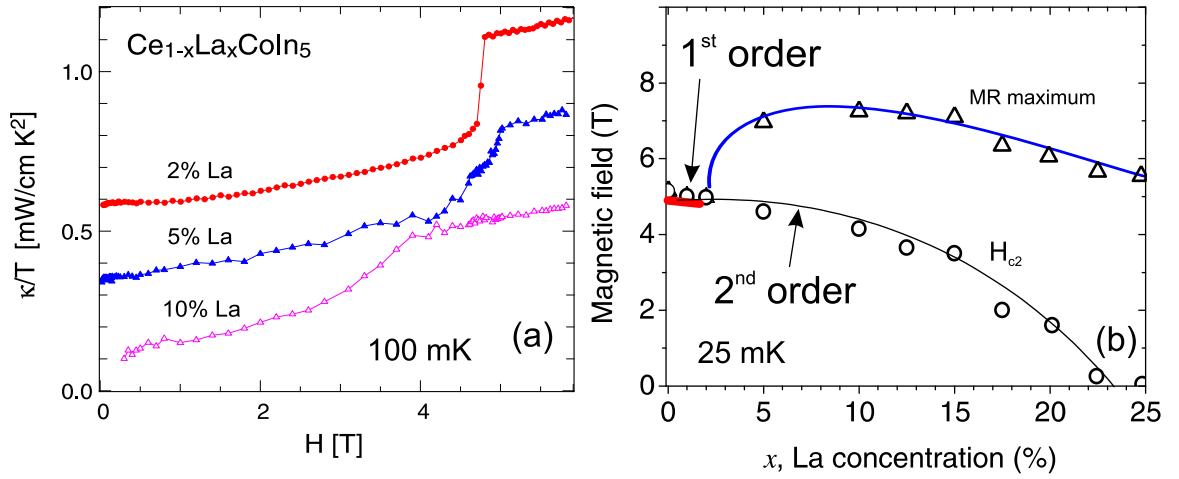 (a)
Ce1-xLaxCoIn5
κ/T [mW/cm K²]
1.0
0.5
0.0
2% La
5% La
10% La
100 mK
0
2
4
H [T]
(b)
Magnetic field (T)
8
6
4
2
0
1st order
MR maximum
2nd order
Hc2
25 mK
0
5
10
15
20
25
x, La concentration (%)